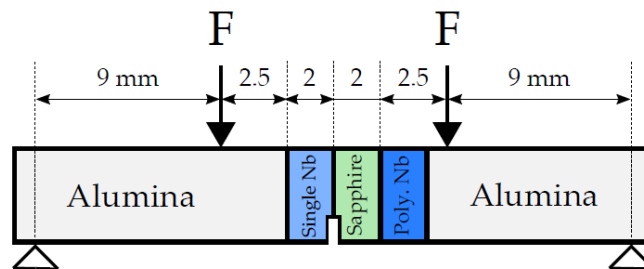 F F
9 mm 2.5 2 2 2.5 9 mm
Alumina Single Nb Sapphire Poly. Nb Alumina